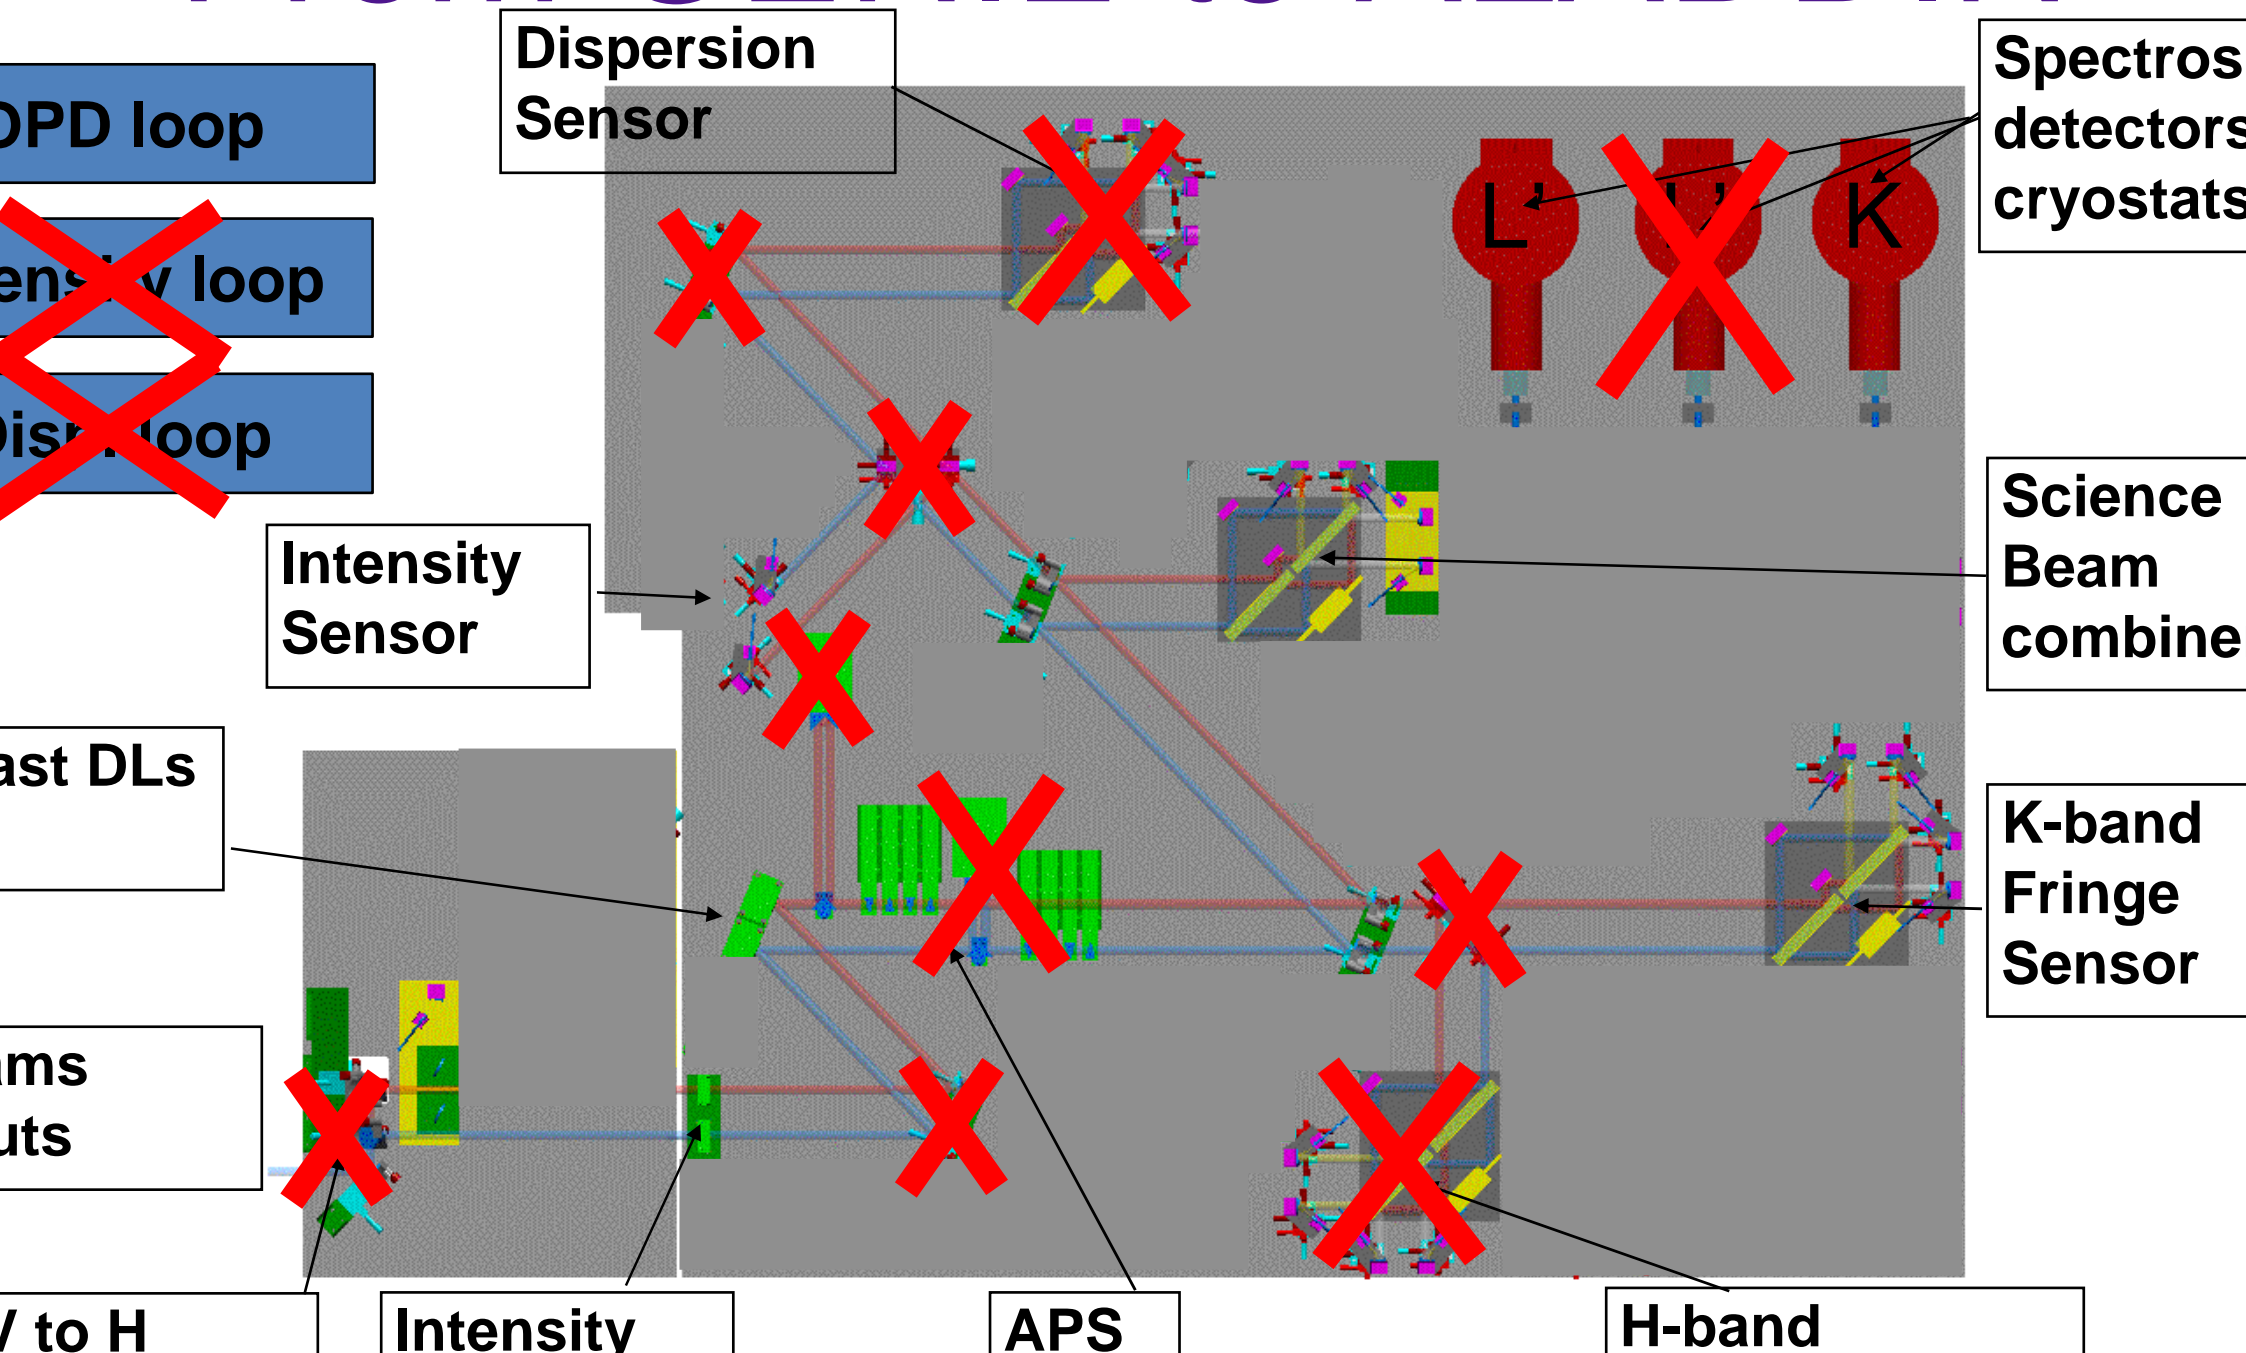 Dispersion
Sensor
Spectros
detectors
cryostats
OPD loop
loop
loop
L'
K
Intensity
Sensor
Science
Beam
combine
ast DLs
K-band
Fringe
Sensor
ams
uts
V to H
Intensity
APS
H-band